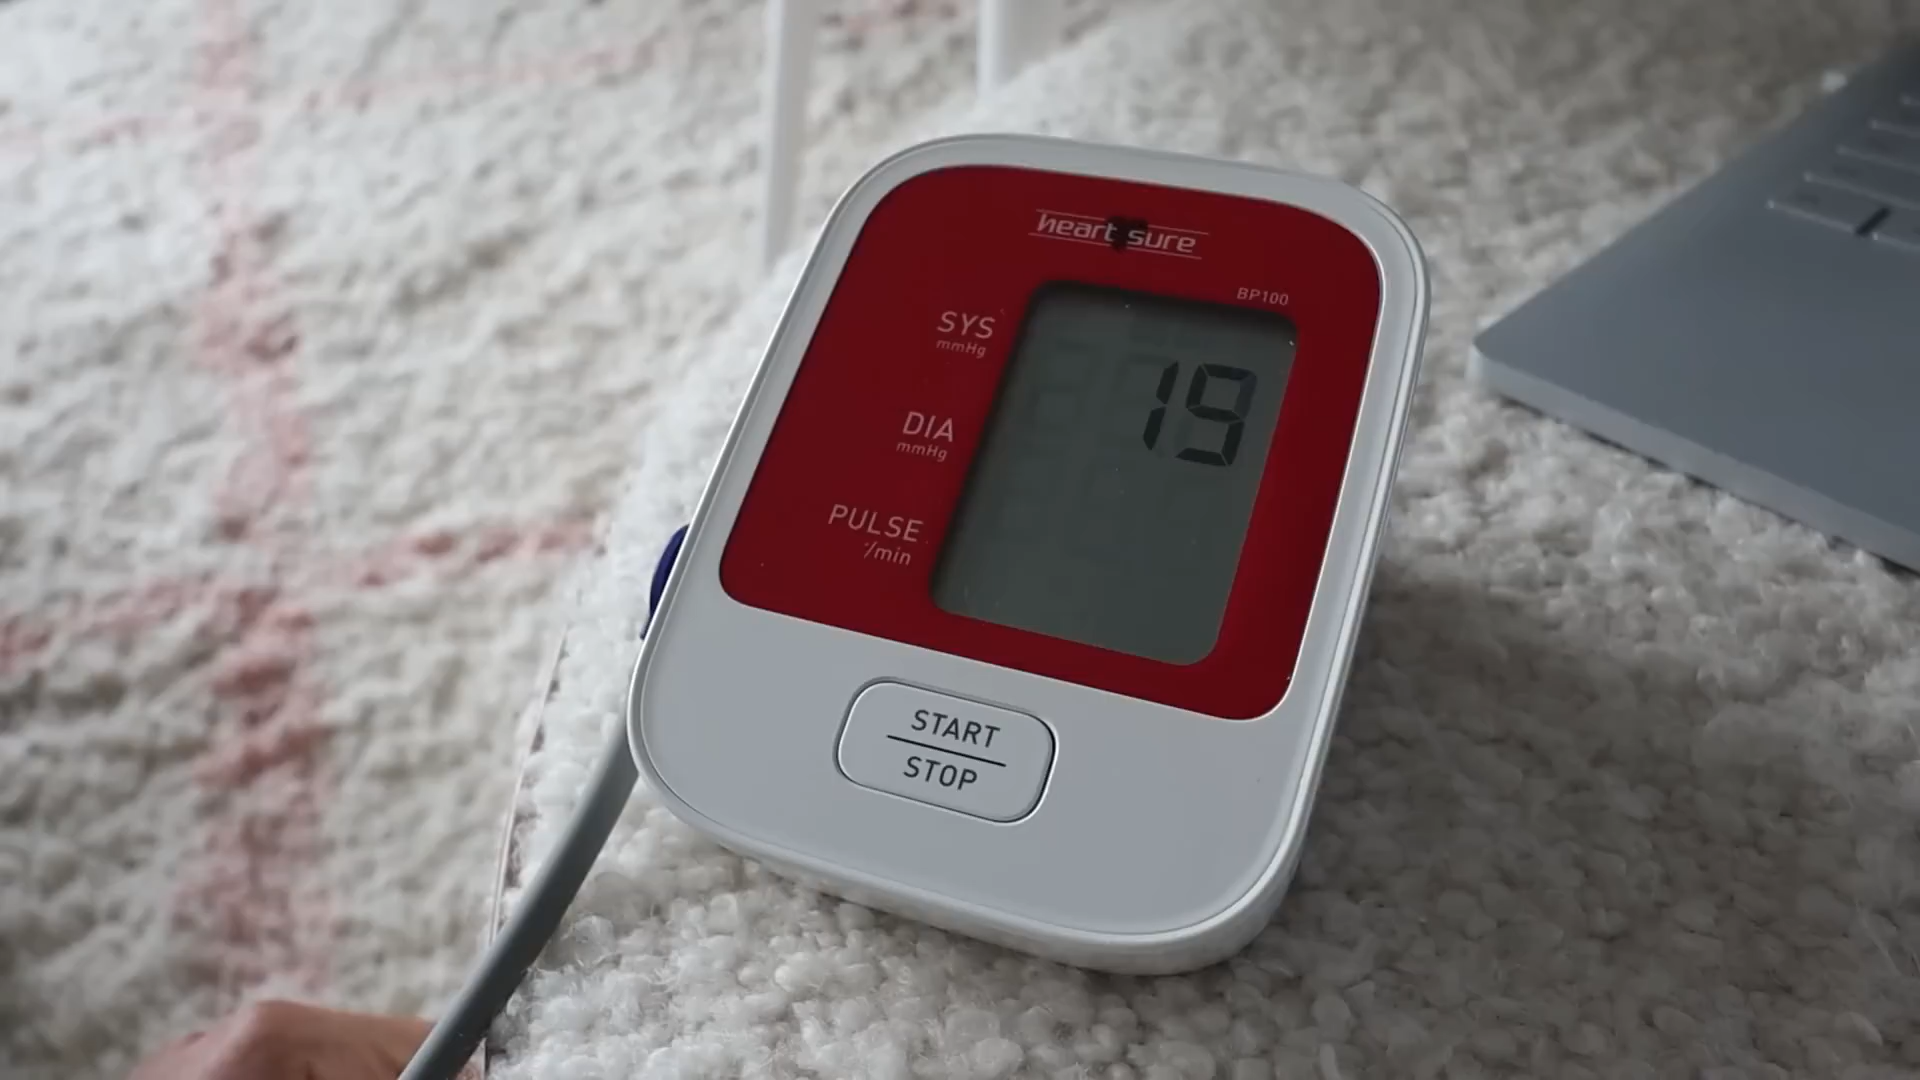 heart sure
BP100
SYS
mmHg
19
DIA
mmHg
PULSE
/min
START
STOP